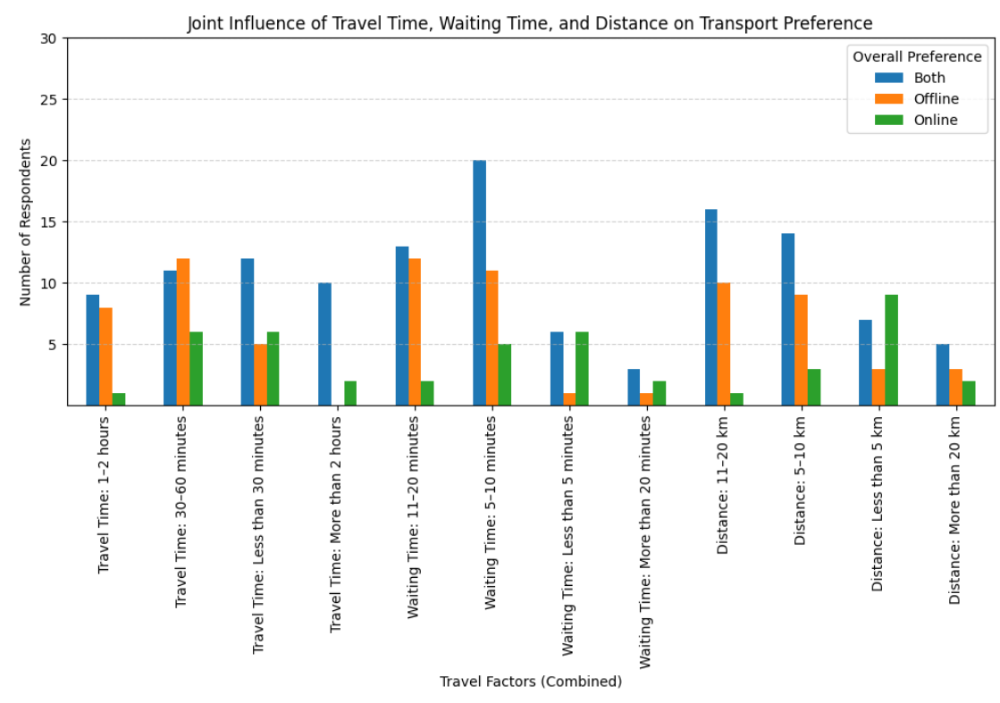 Joint Influence of Travel Time, Waiting Time, and Distance on Transport Preference
Number of Respondents
30
25
20
15
10
5
Overall Preference
Both
Offline
Online
Travel Time: 1–2 hours
Travel Time: 30–60 minutes
Travel Time: Less than 30 minutes
Travel Time: More than 2 hours
Waiting Time: 11–20 minutes
Waiting Time: 5–10 minutes
Waiting Time: Less than 5 minutes
Waiting Time: More than 20 minutes
Distance: 11–20 km
Distance: 5–10 km
Distance: Less than 5 km
Distance: More than 20 km
Travel Factors (Combined)